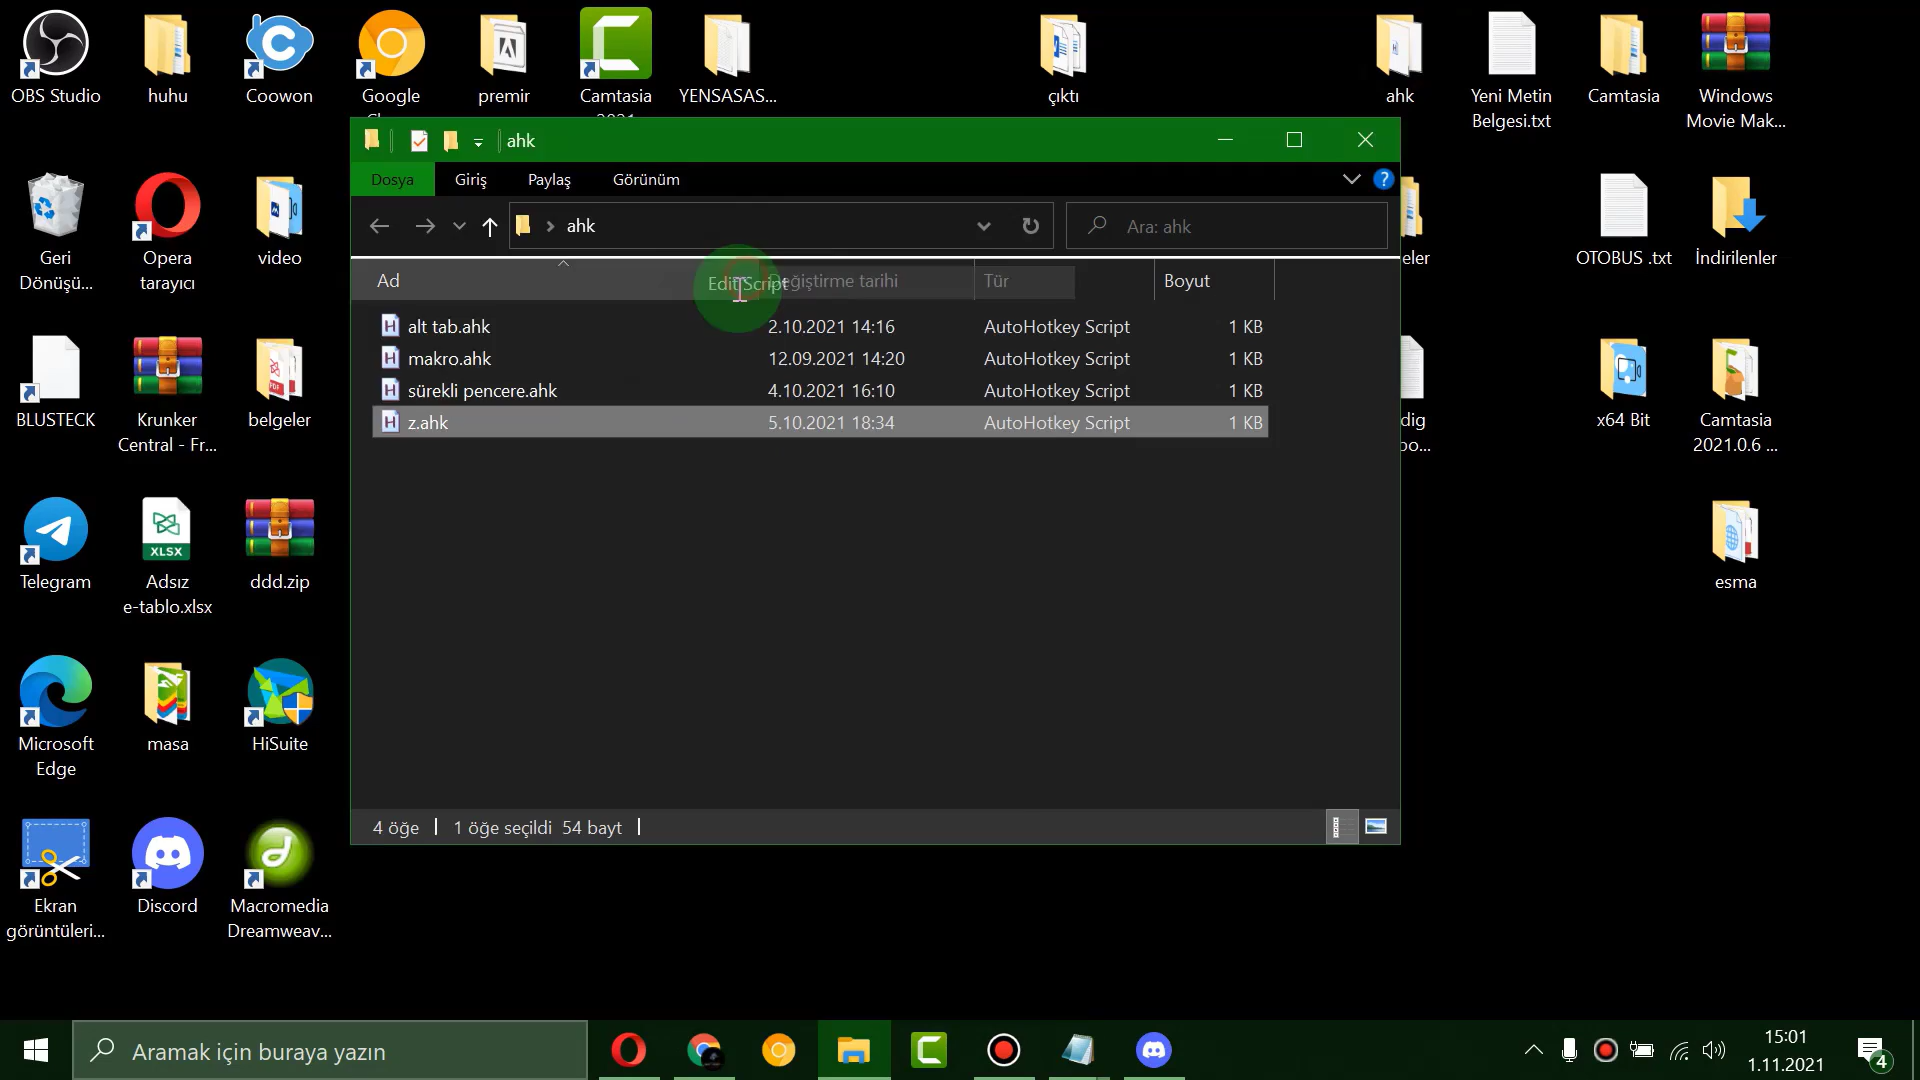 OBS Studio
huhu
Coowon
Google
premir
Camtasia
YENSASAS...
çıktı
ahk
Yeni Metin
Belgesi.txt
Camtasia
Windows
Movie Mak...
ahk
Dosya
Giriş
Paylaş
Görünüm
ahk
Ara: ahk
Ad
Edit Script
Değiştirme tarihi
Tür
Boyut
alt tab.ahk
2.10.2021 14:16
AutoHotkey Script
1 KB
makro.ahk
12.09.2021 14:20
AutoHotkey Script
1 KB
sürekli pencere.ahk
4.10.2021 16:10
AutoHotkey Script
1 KB
z.ahk
5.10.2021 18:34
AutoHotkey Script
1 KB
4 öğe
1 öğe seçildi 54 bayt
Geri
Dönüşü...
Opera
tarayıcı
video
OTOBUS .txt
İndirilenler
BLUSTECK
Krunker
Central - Fr...
belgeler
x64 Bit
Camtasia
2021.0.6 ...
Telegram
XLSX
Adsız
e-tablo.xlsx
ddd.zip
esma
Microsoft
Edge
masa
HiSuite
Ekran
görüntüleri...
Discord
Macromedia
Dreamweav...
Aramak için buraya yazın
15:01
1.11.2021
4